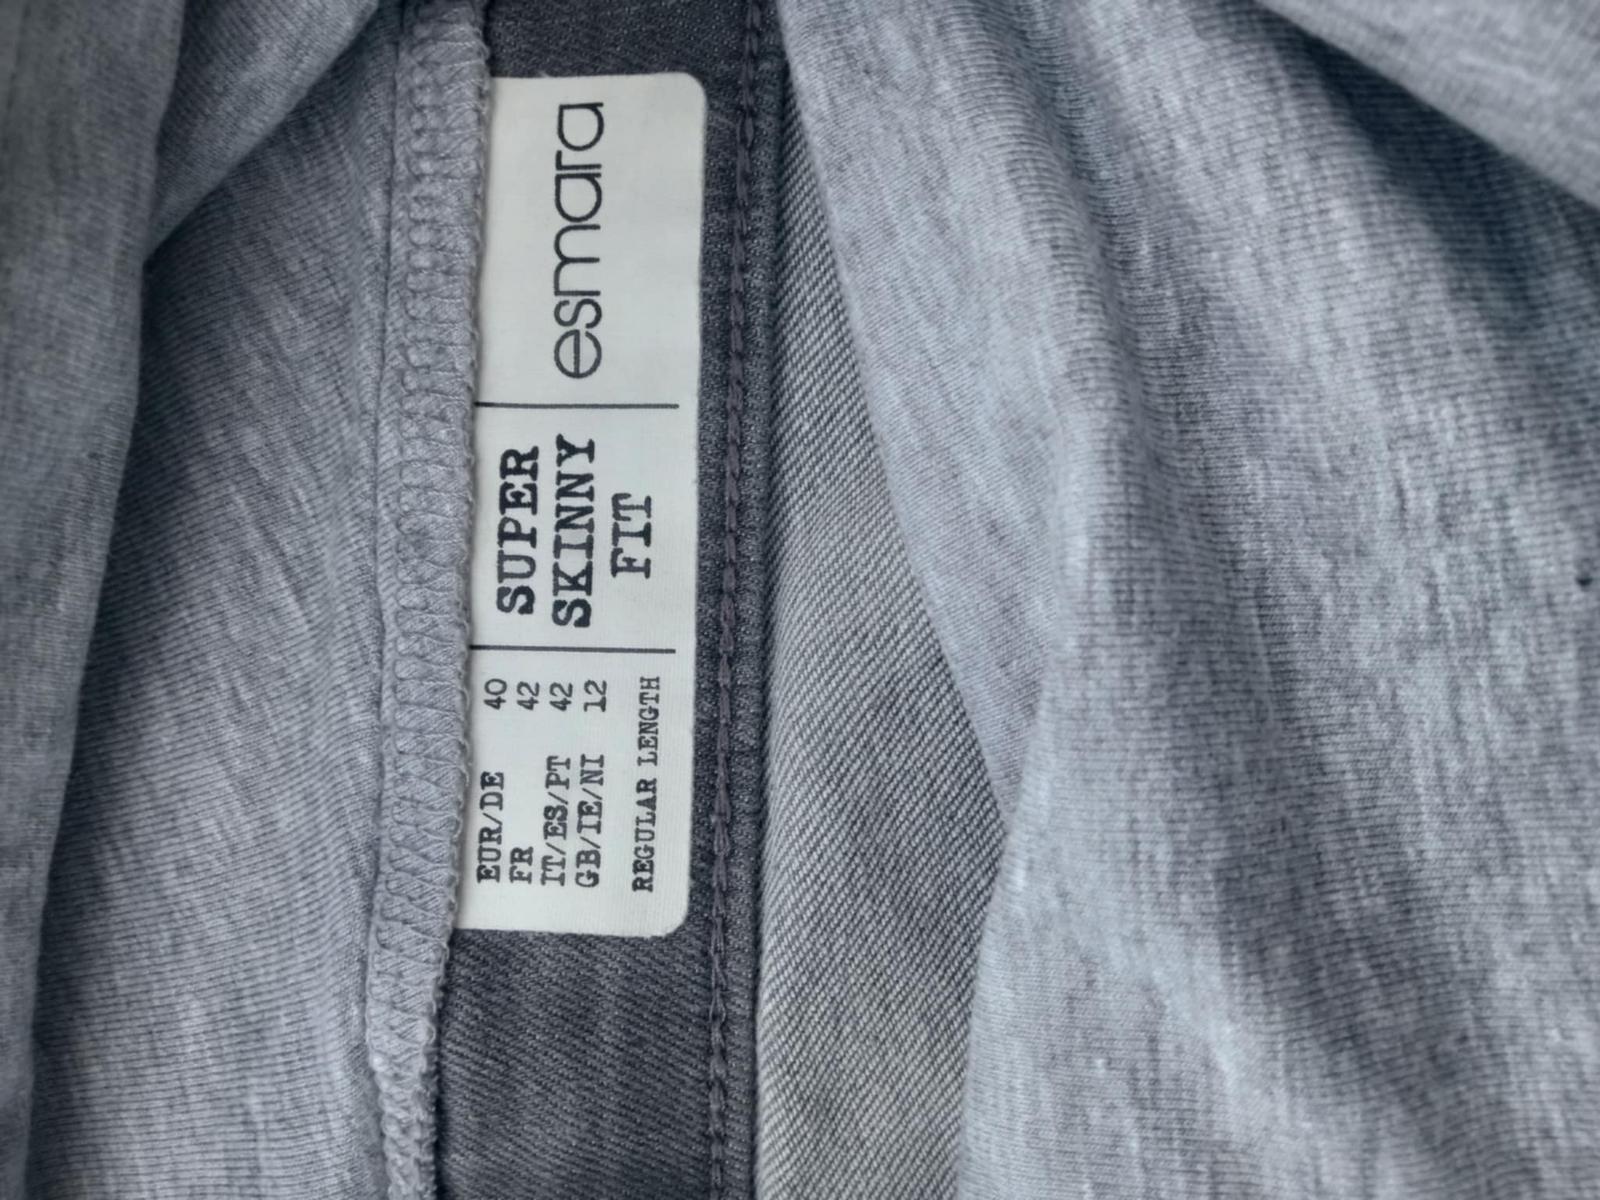 EUR/DE 40
FR 42
IT/ES/PT 42
GB/IE/NI 12
REGULAR LENGTH
SUPER
SKINNY
FIT
esmara